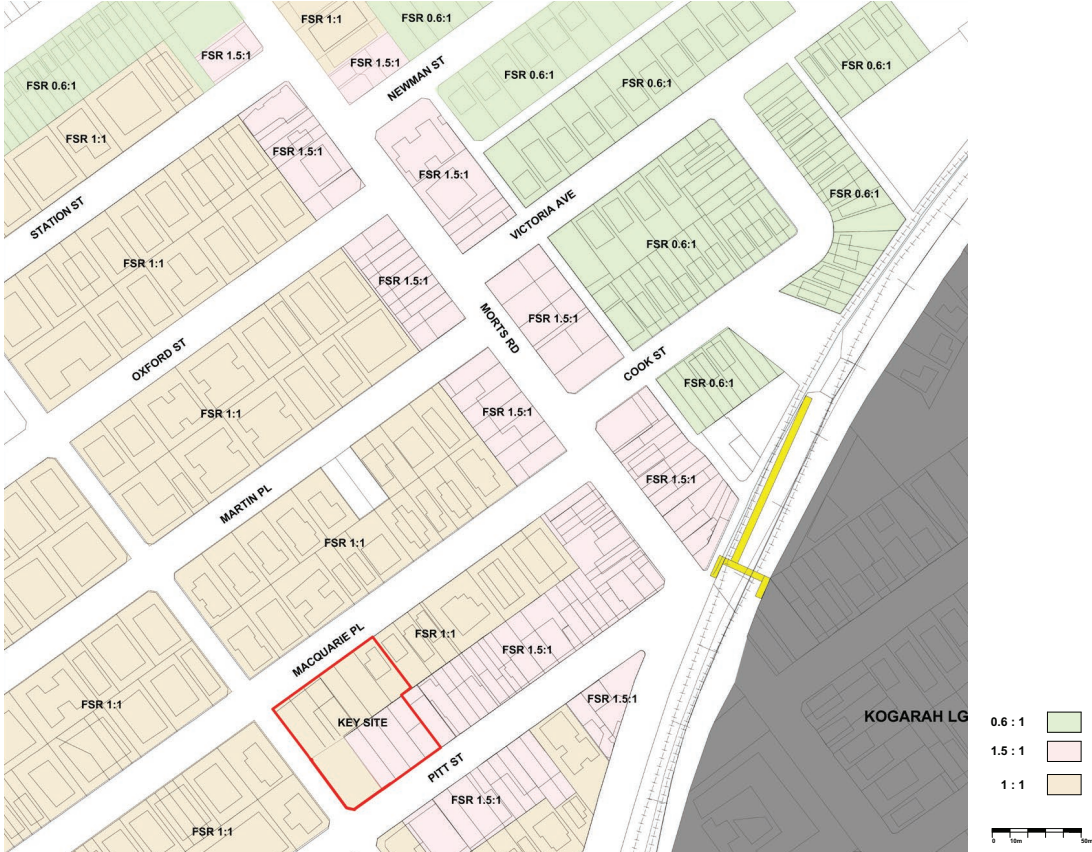 FSR 1:1
FSR 0.6:1
FSR 1.5:1
FSR 1.5:1
NEWMAN ST
FSR 0.6:1
FSR 0.6:1
FSR 0.6:1
FSR 0.6:1
FSR 1:1
FSR 1.5:1
FSR 1.5:1
FSR 0.6:1
STATION ST
VICTORIA AVE
FSR 1:1
FSR 0.6:1
FSR 1.5:1
MORTS RD
FSR 1.5:1
OXFORD ST
COOK ST
FSR 0.6:1
FSR 1:1
FSR 1.5:1
FSR 1.5:1
MARTIN PL
FSR 1:1
MACQUARIE PL
FSR 1:1
FSR 1.5:1
FSR 1:1
FSR 1.5:1
KEY SITE
KOGARAH LG
PITT ST
FSR 1.5:1
FSR 1:1
0.6 : 1
1.5 : 1
1 : 1
0 10m 50m